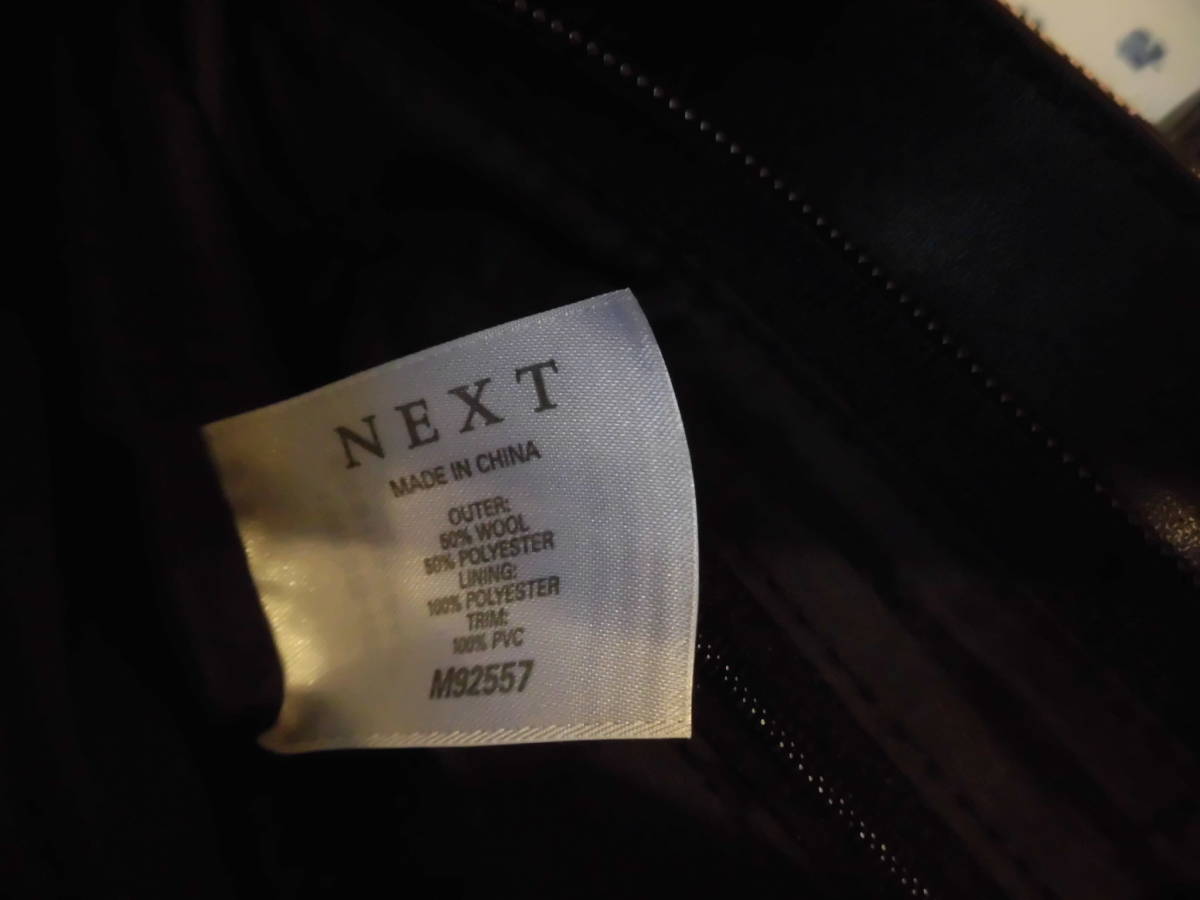 NEXT
MADE IN CHINA
OUTER:
50% WOOL
50% POLYESTER
LINING:
100% POLYESTER
TRIM:
100% PVC
M92557